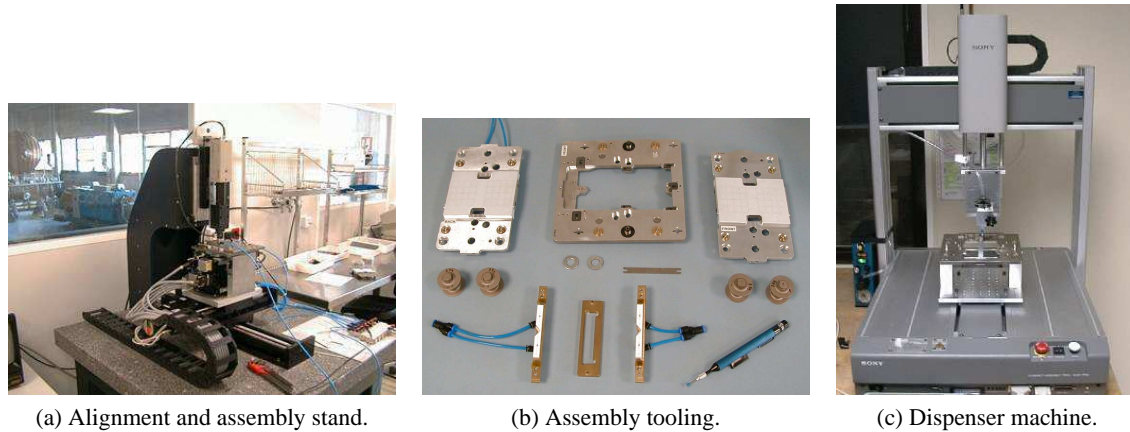 SONY
SONY
(a) Alignment and assembly stand.
(b) Assembly tooling.
(c) Dispenser machine.